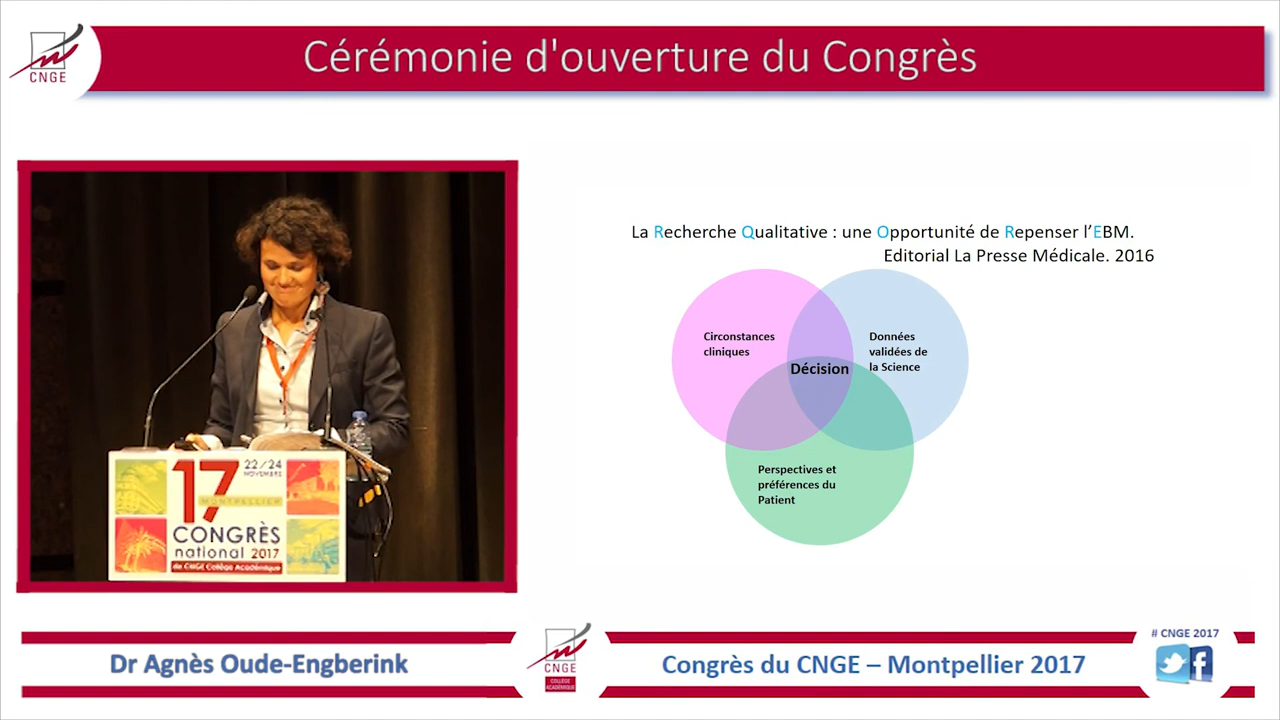 CNGE
Cérémonie d'ouverture du Congrès
La Recherche Qualitative : une Opportunité de Repenser l'EBM.
Editorial La Presse Médicale. 2016
Circonstances
cliniques
Données
validées de
la Science
Décision
Perspectives et
préférences du
Patient
17
22/24
NOVEMBRE
MONTPELLIER
CONGRÈS
national 2017
du CNGE Collège Académique
Dr Agnès Oude-Engberink
CNGE
COLLÈGE
ACADÉMIQUE
Congrès du CNGE – Montpellier 2017
# CNGE 2017